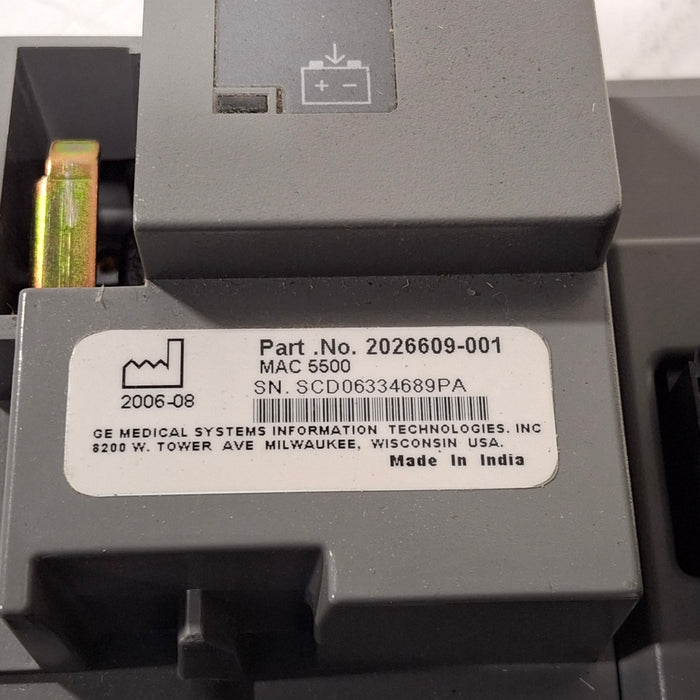 Part .No. 2026609-001
MAC 5500
SN. SCD06334689PA
2006-08
GE MEDICAL SYSTEMS INFORMATION TECHNOLOGIES. INC
8200 W. TOWER AVE MILWAUKEE, WISCONSIN USA.
Made In India